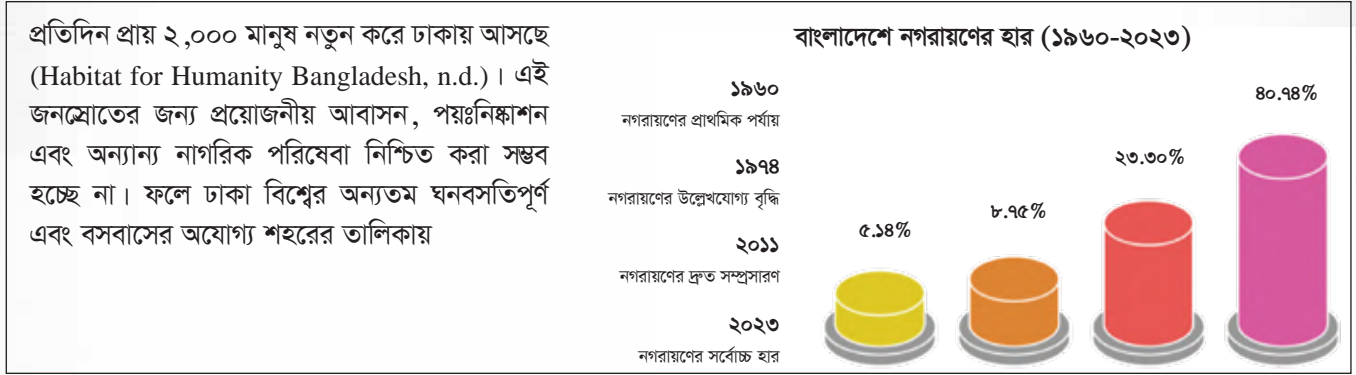 প্রতিদিন প্রায় ২,০০০ মানুষ নতুন করে ঢাকায় আসছে
(Habitat for Humanity Bangladesh, n.d.)। এই
জনস্রোতের জন্য প্রয়োজনীয় আবাসন, পয়ঃনিষ্কাশন
এবং অন্যান্য নাগরিক পরিষেবা নিশ্চিত করা সম্ভব
হচ্ছে না। ফলে ঢাকা বিশ্বের অন্যতম ঘনবসতিপূর্ণ
এবং বসবাসের অযোগ্য শহরের তালিকায়
বাংলাদেশে নগরায়ণের হার (১৯৬০-২০২৩)
১৯৬০
নগরায়ণের প্রাথমিক পর্যায়
১৯৭৪
নগরায়ণের উল্লেখযোগ্য বৃদ্ধি
২০১১
নগরায়ণের দ্রুত সম্প্রসারণ
২০২৩
নগরায়ণের সর্বোচ্চ হার
৫.১৪%
৮.৭৫%
২৩.৩০%
৪০.৭৪%